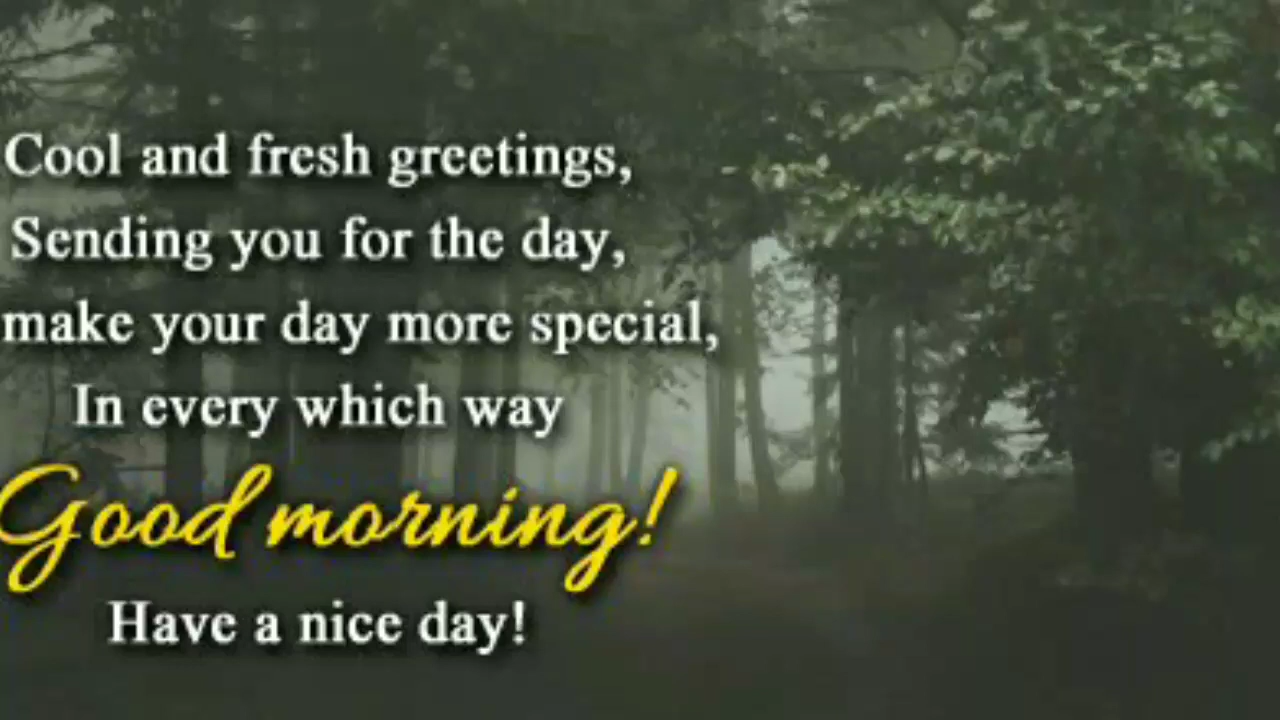 Cool and fresh greetings,
Sending you for the day,
make your day more special,
In every which way
Good morning!
Have a nice day!